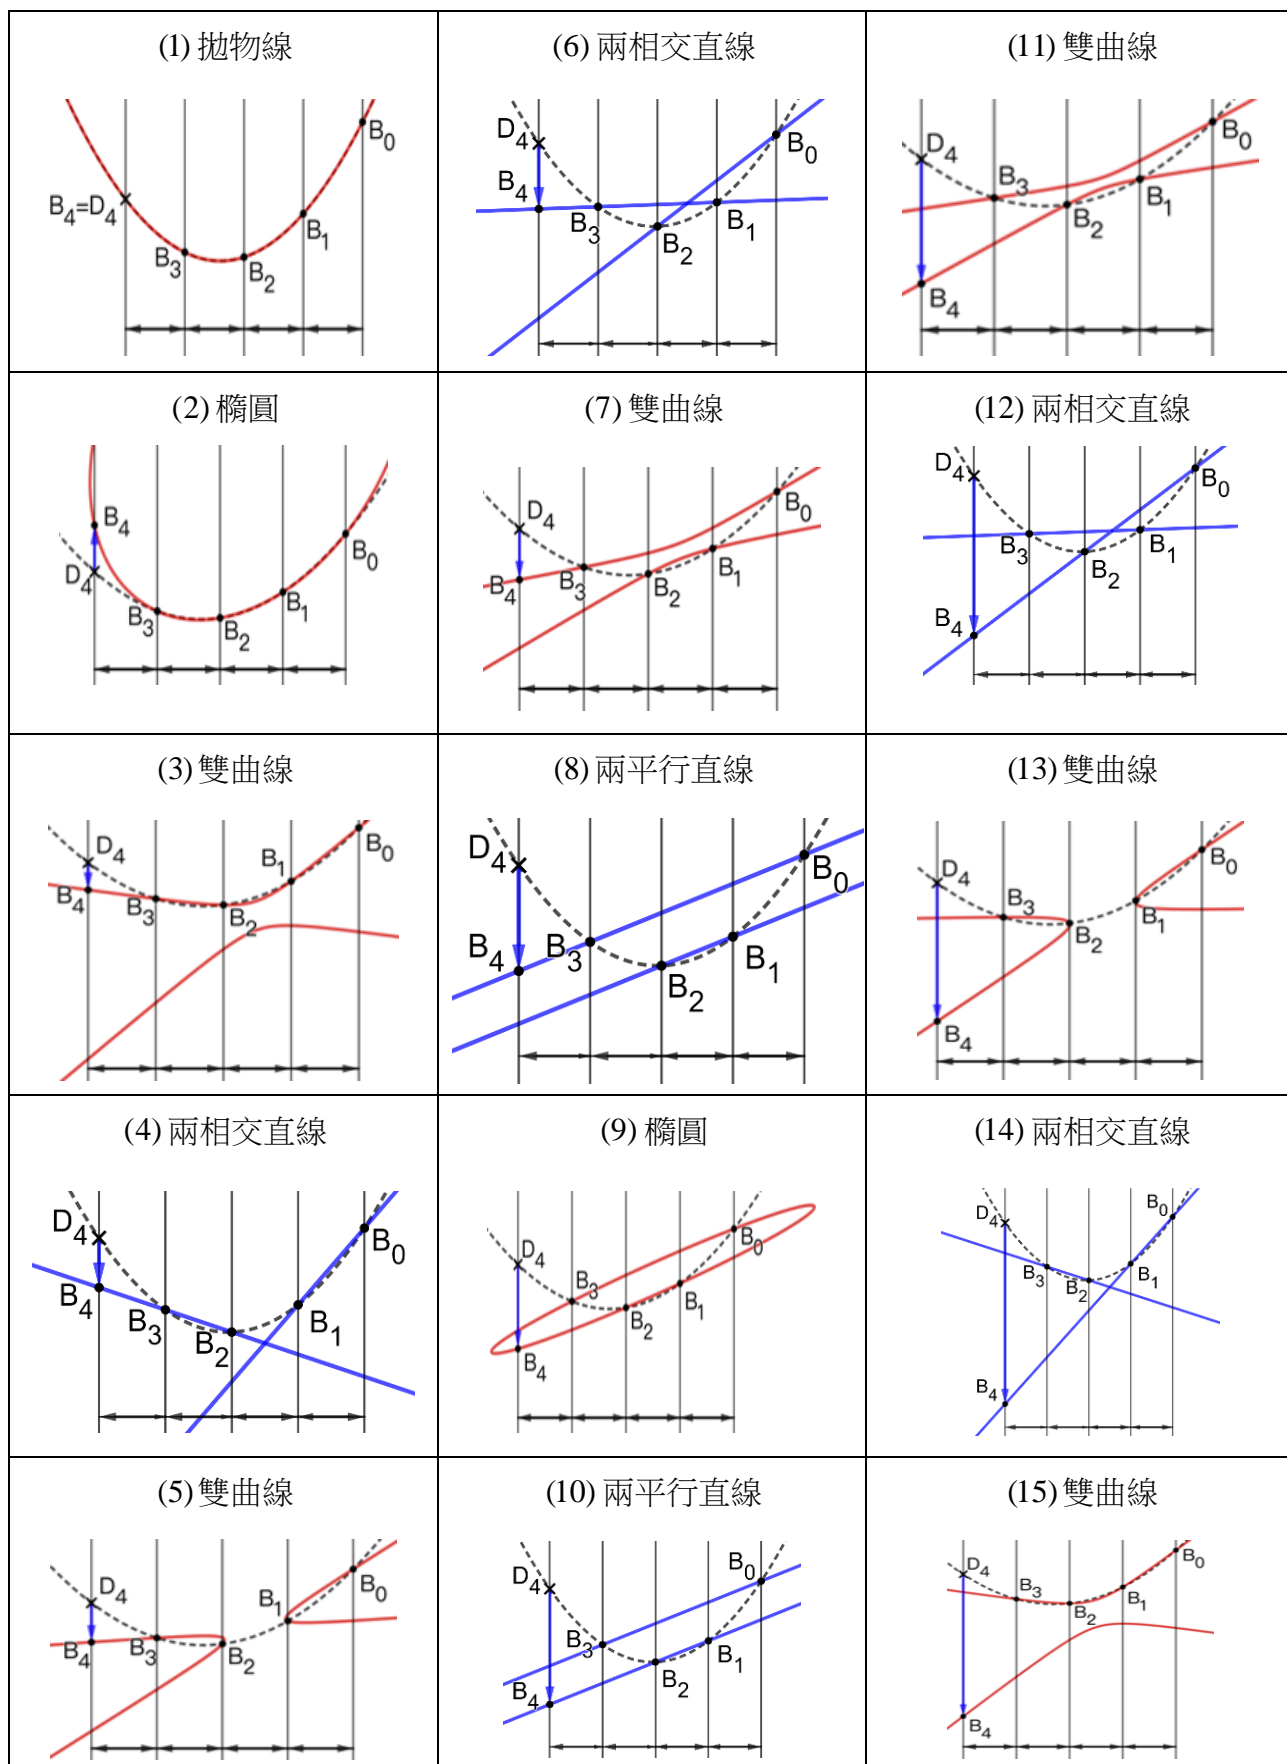 (1) 拋物線
(6) 兩相交直線
(11) 雙曲線
B0
B4=D4
B1
B3
B2
D4
B0
B4
B3
B2
B1
D4
B3
B0
B1
B2
B4
(2) 橢圓
(7) 雙曲線
(12) 兩相交直線
B4
B0
D4
B3
B2
B1
D4
B0
B4
B3
B2
B1
D4
B0
B3
B2
B1
B4
(3) 雙曲線
(8) 兩平行直線
(13) 雙曲線
D4
B1
B0
B4
B3
B2
D4
B0
B4
B3
B2
B1
D4
B3
B0
B2
B1
B4
(4) 兩相交直線
(9) 橢圓
(14) 兩相交直線
D4
B0
B4
B3
B2
B1
D4
B3
B0
B2
B1
B4
D4
B0
B3
B2
B1
B4
(5) 雙曲線
(10) 兩平行直線
(15) 雙曲線
D4
B1
B0
B4
B3
B2
D4
B0
B3
B4
B2
B1
D4
B3
B0
B2
B1
B4